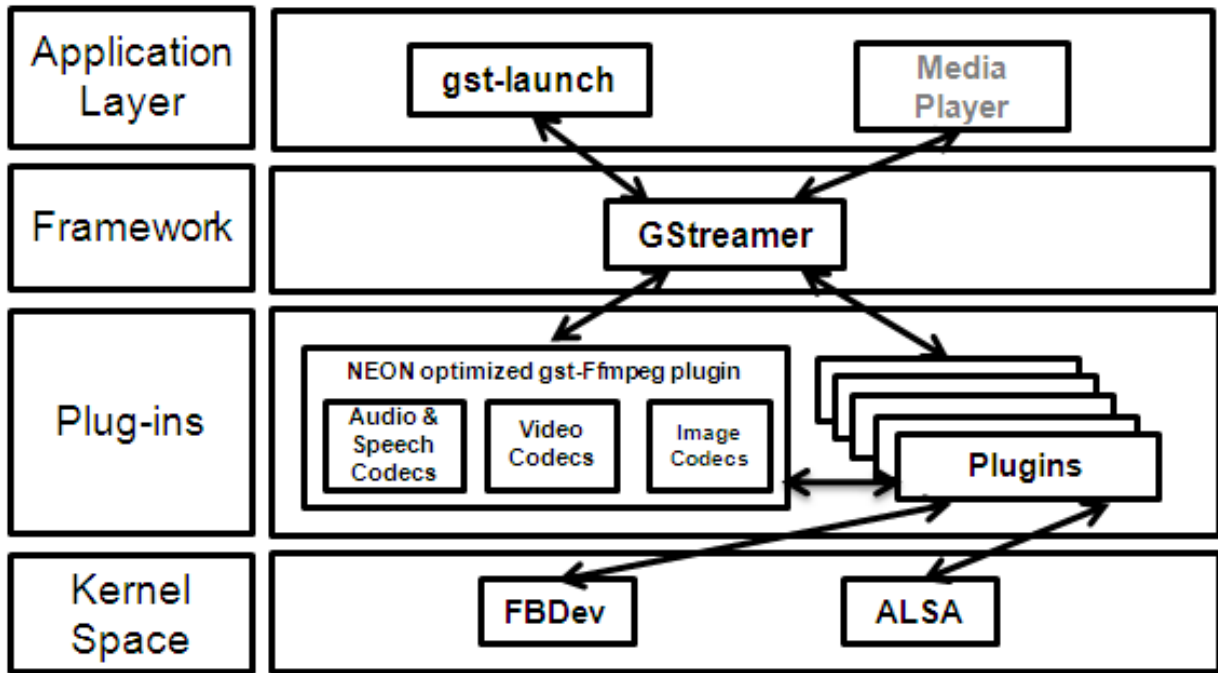 Application
Layer
gst-launch
Media
Player
Framework
GStreamer
Plug-ins
NEON optimized gst-Ffmpeg plugin
Audio &
Speech
Codecs
Video
Codecs
Image
Codecs
Plugins
Kernel
Space
FBDev
ALSA